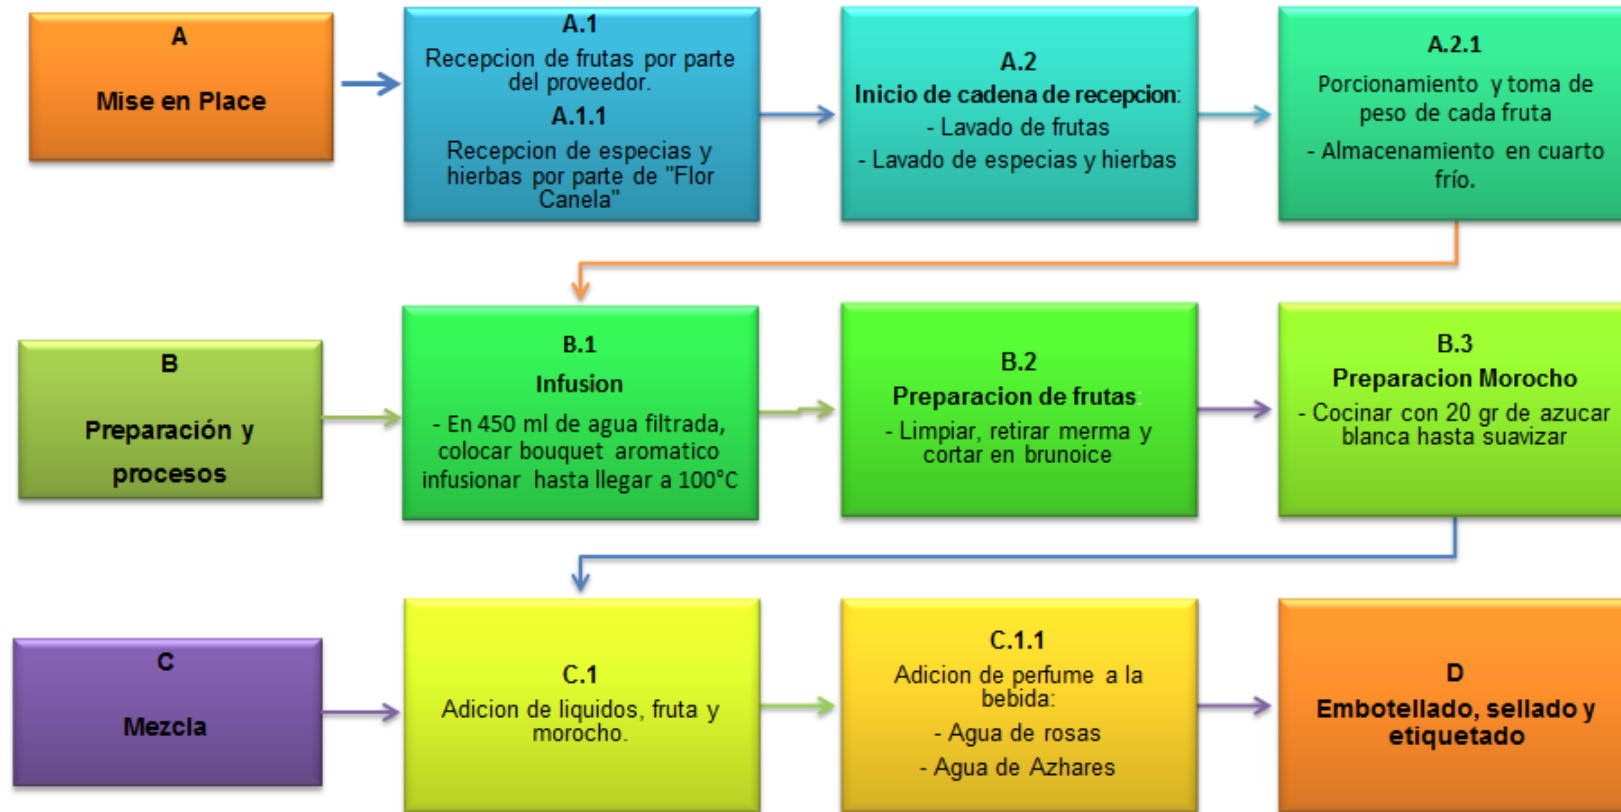 A
Mise en Place
A.1
Recepcion de frutas por parte
del proveedor.
A.1.1
Recepcion de especias y
hierbas por parte de "Flor
Canela"
A.2
Inicio de cadena de recepcion:
- Lavado de frutas
- Lavado de especias y hierbas
A.2.1
Porcionamiento y toma de
peso de cada fruta
- Almacenamiento en cuarto
frío.
B
Preparación y
procesos
B.1
Infusion
- En 450 ml de agua filtrada,
colocar bouquet aromatico
infusionar hasta llegar a 100°C
B.2
Preparacion de frutas:
- Limpiar, retirar merma y
cortar en brunoice
B.3
Preparacion Morocho
- Cocinar con 20 gr de azucar
blanca hasta suavizar
C
Mezcla
C.1
Adicion de liquidos, fruta y
morocho.
C.1.1
Adicion de perfume a la
bebida:
- Agua de rosas
- Agua de Azhares
D
Embotellado, sellado y
etiquetado